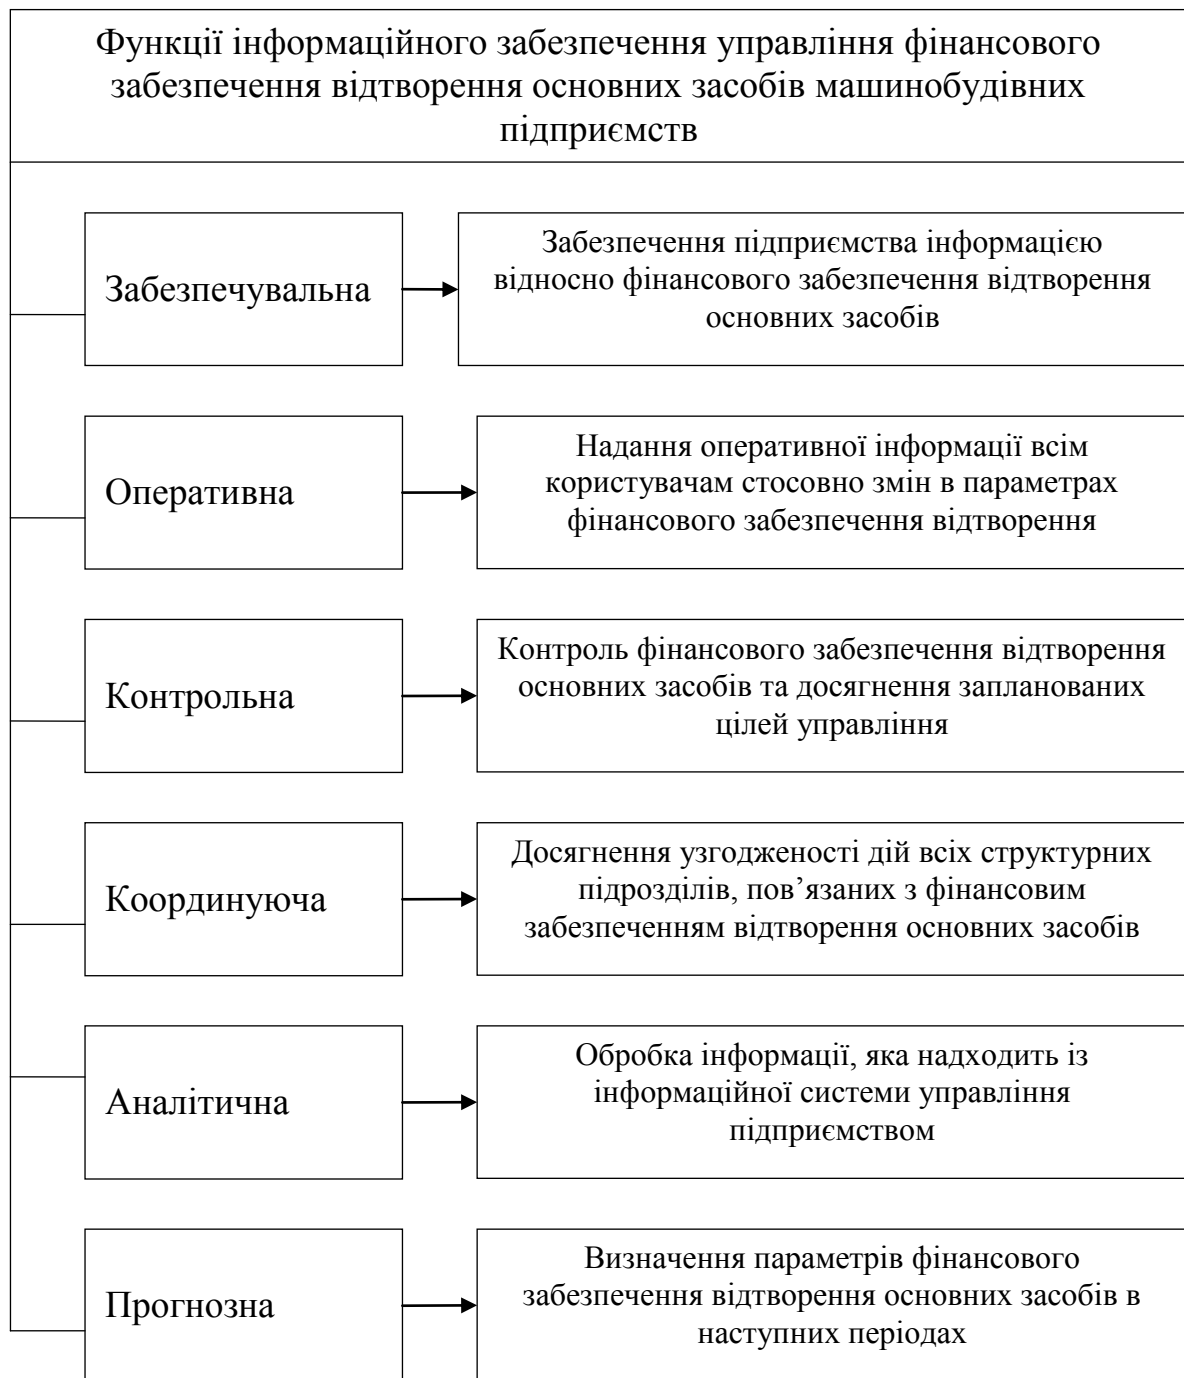 Функції інформаційного забезпечення управління фінансового
забезпечення відтворення основних засобів машинобудівних
підприємств
Забезпечувальна
Забезпечення підприємства інформацією
відносно фінансового забезпечення відтворення
основних засобів
Оперативна
Надання оперативної інформації всім
користувачам стосовно змін в параметрах
фінансового забезпечення відтворення
Контрольна
Контроль фінансового забезпечення відтворення
основних засобів та досягнення запланованих
цілей управління
Координуюча
Досягнення узгодженості дій всіх структурних
підрозділів, пов’язаних з фінансовим
забезпеченням відтворення основних засобів
Аналітична
Обробка інформації, яка надходить із
інформаційної системи управління
підприємством
Прогнозна
Визначення параметрів фінансового
забезпечення відтворення основних засобів в
наступних періодах